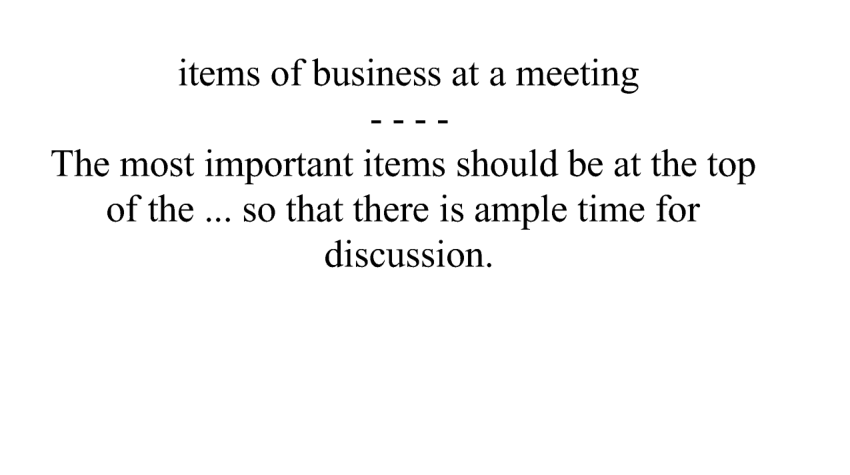 items of business at a meeting
- - - -
The most important items should be at the top
of the ... so that there is ample time for
discussion.